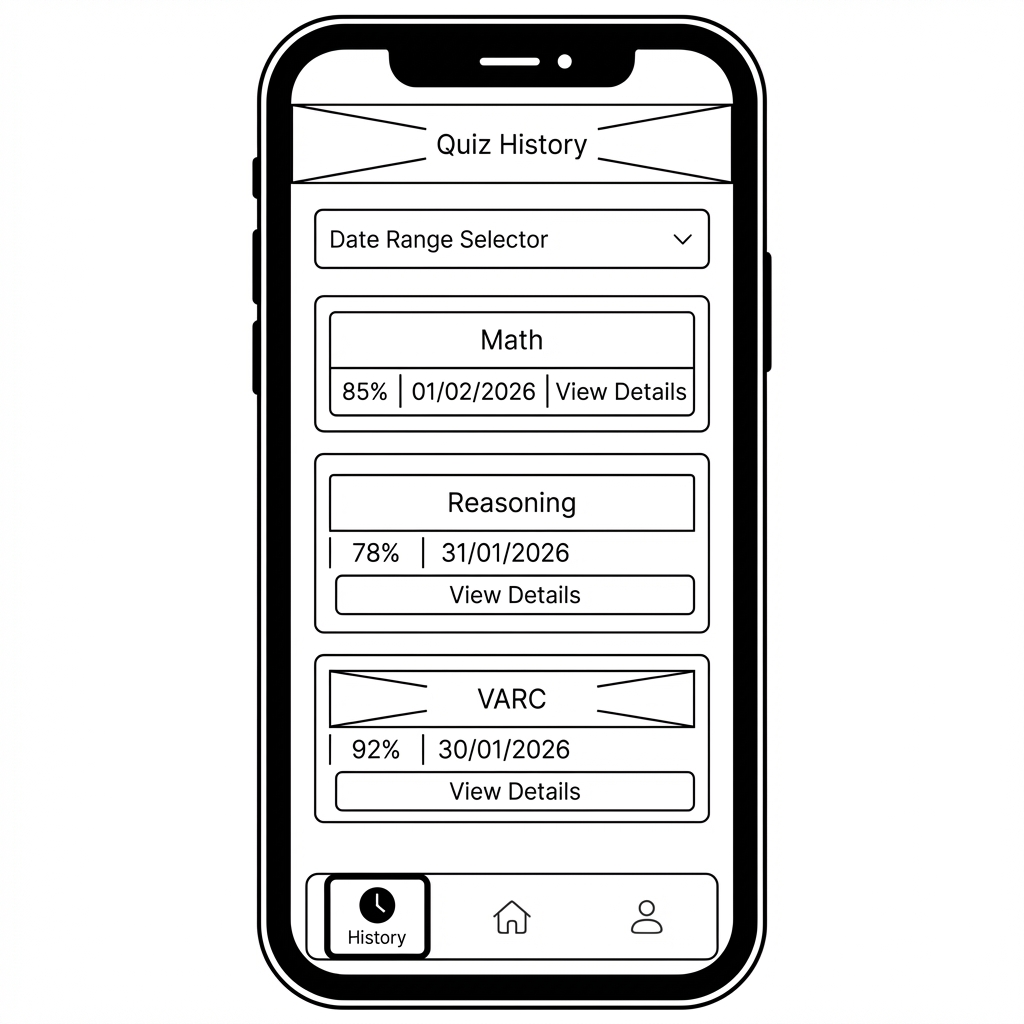 Quiz History
Date Range Selector
Math
85% | 01/02/2026 | View Details
Reasoning
78% | 31/01/2026
View Details
VARC
92% | 30/01/2026
View Details
History